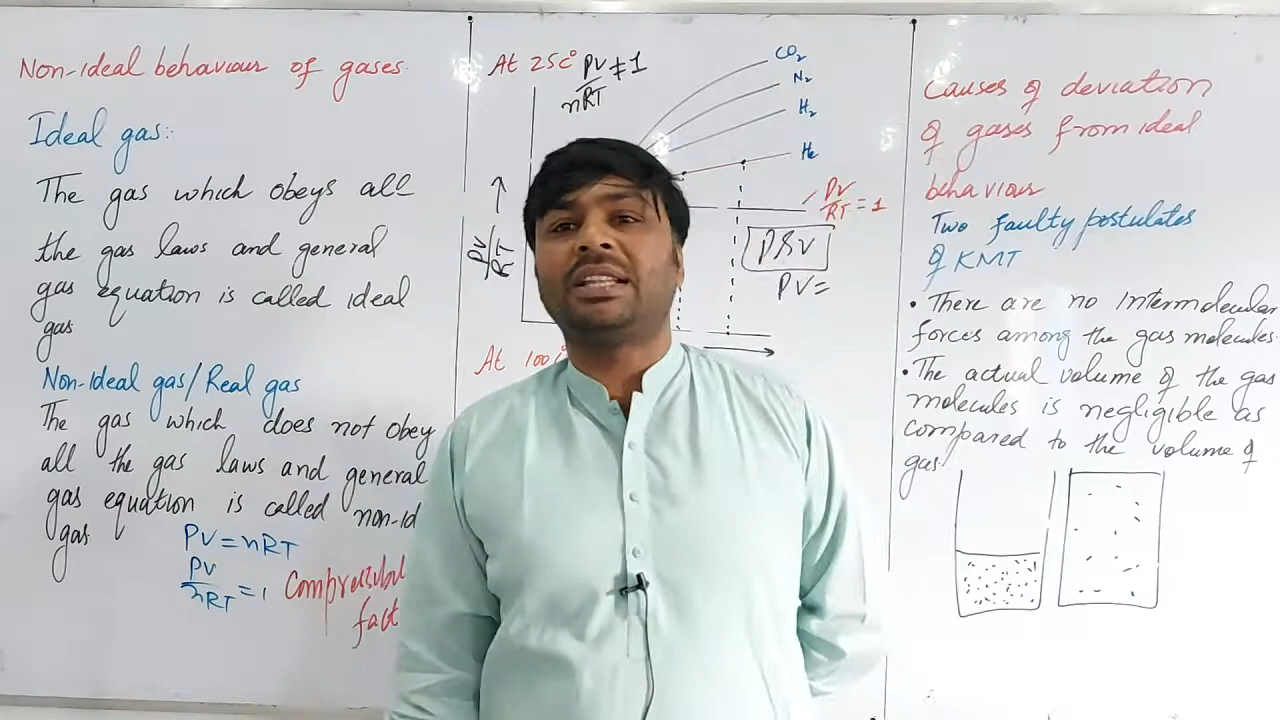 Non-ideal behaviour of gases
Ideal gas:
The gas which obeys all
the gas laws and general
gas equation is called ideal
gas
Non-Ideal gas/Real gas
The gas which does not obey
all the gas laws and general
gas equation is called non-id
gas
PV = nRT
PV/nRT = 1
fact
At 25C° PV/nRT ≠ 1
CO₂
N₂
H₂
He
PV/RT = 1
PV/RT
PV=
At 100
Causes of deviation
of gases from ideal
behaviour
Two faulty postulates
of KMT
• There are no Intermolecular
forces among the gas molecules.
• The actual volume of the gas
molecules is negligible as
compared to the volume of
gas.